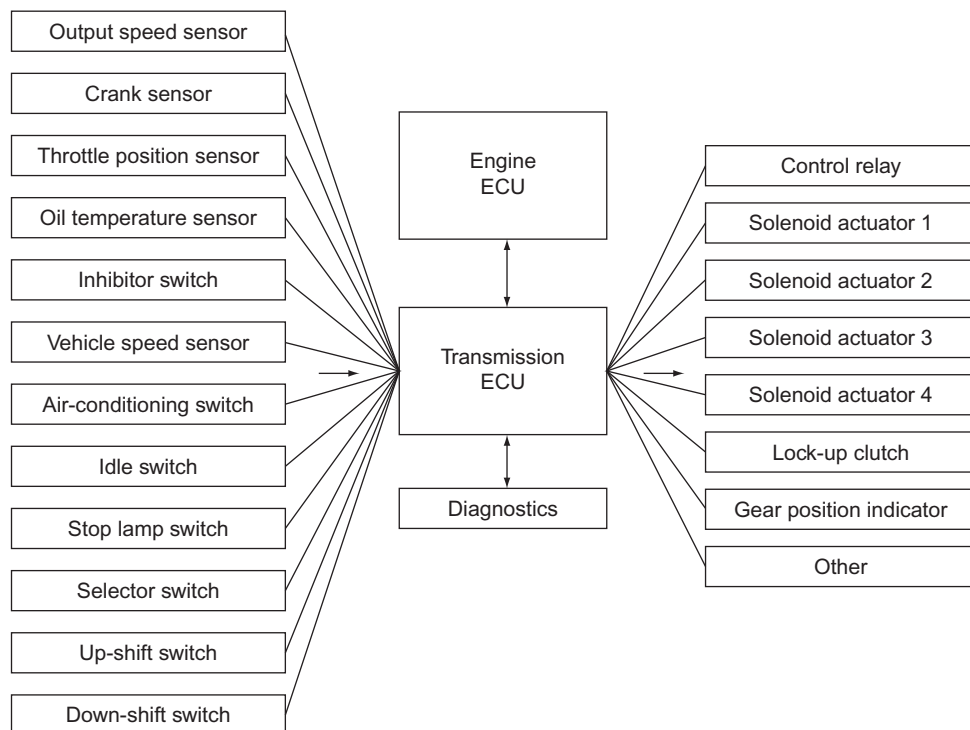 Output speed sensor
Crank sensor
Throttle position sensor
Oil temperature sensor
Inhibitor switch
Vehicle speed sensor
Air-conditioning switch
Idle switch
Stop lamp switch
Selector switch
Up-shift switch
Down-shift switch
Engine
ECU
Transmission
ECU
Diagnostics
Control relay
Solenoid actuator 1
Solenoid actuator 2
Solenoid actuator 3
Solenoid actuator 4
Lock-up clutch
Gear position indicator
Other